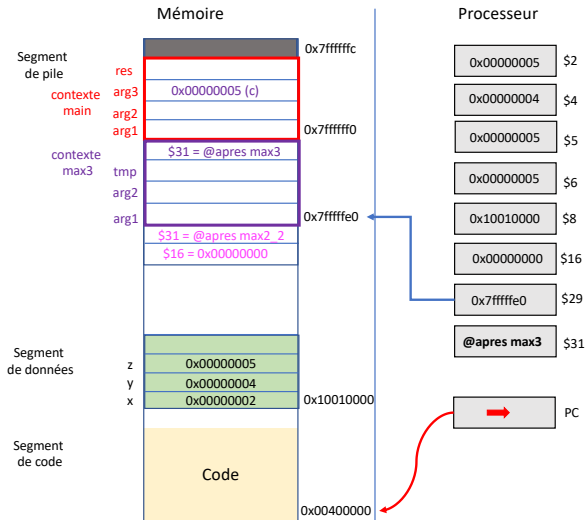 Mémoire
Processeur
0x7ffffffc
Segment
de pile
res
contexte
main
arg3
0x00000005 (c)
arg2
arg1
0x7ffffff0
contexte
max3
$31 = @apres max3
tmp
arg2
arg1
0x7fffffe0
$31 = @apres max2_2
$16 = 0x00000000
Segment
de données
z
0x00000005
y
0x00000004
x
0x00000002
0x10010000
Segment
de code
Code
0x00400000
0x00000005
$2
0x00000004
$4
0x00000005
$5
0x00000005
$6
0x10010000
$8
0x00000000
$16
0x7fffffe0
$29
@apres max3
$31
PC